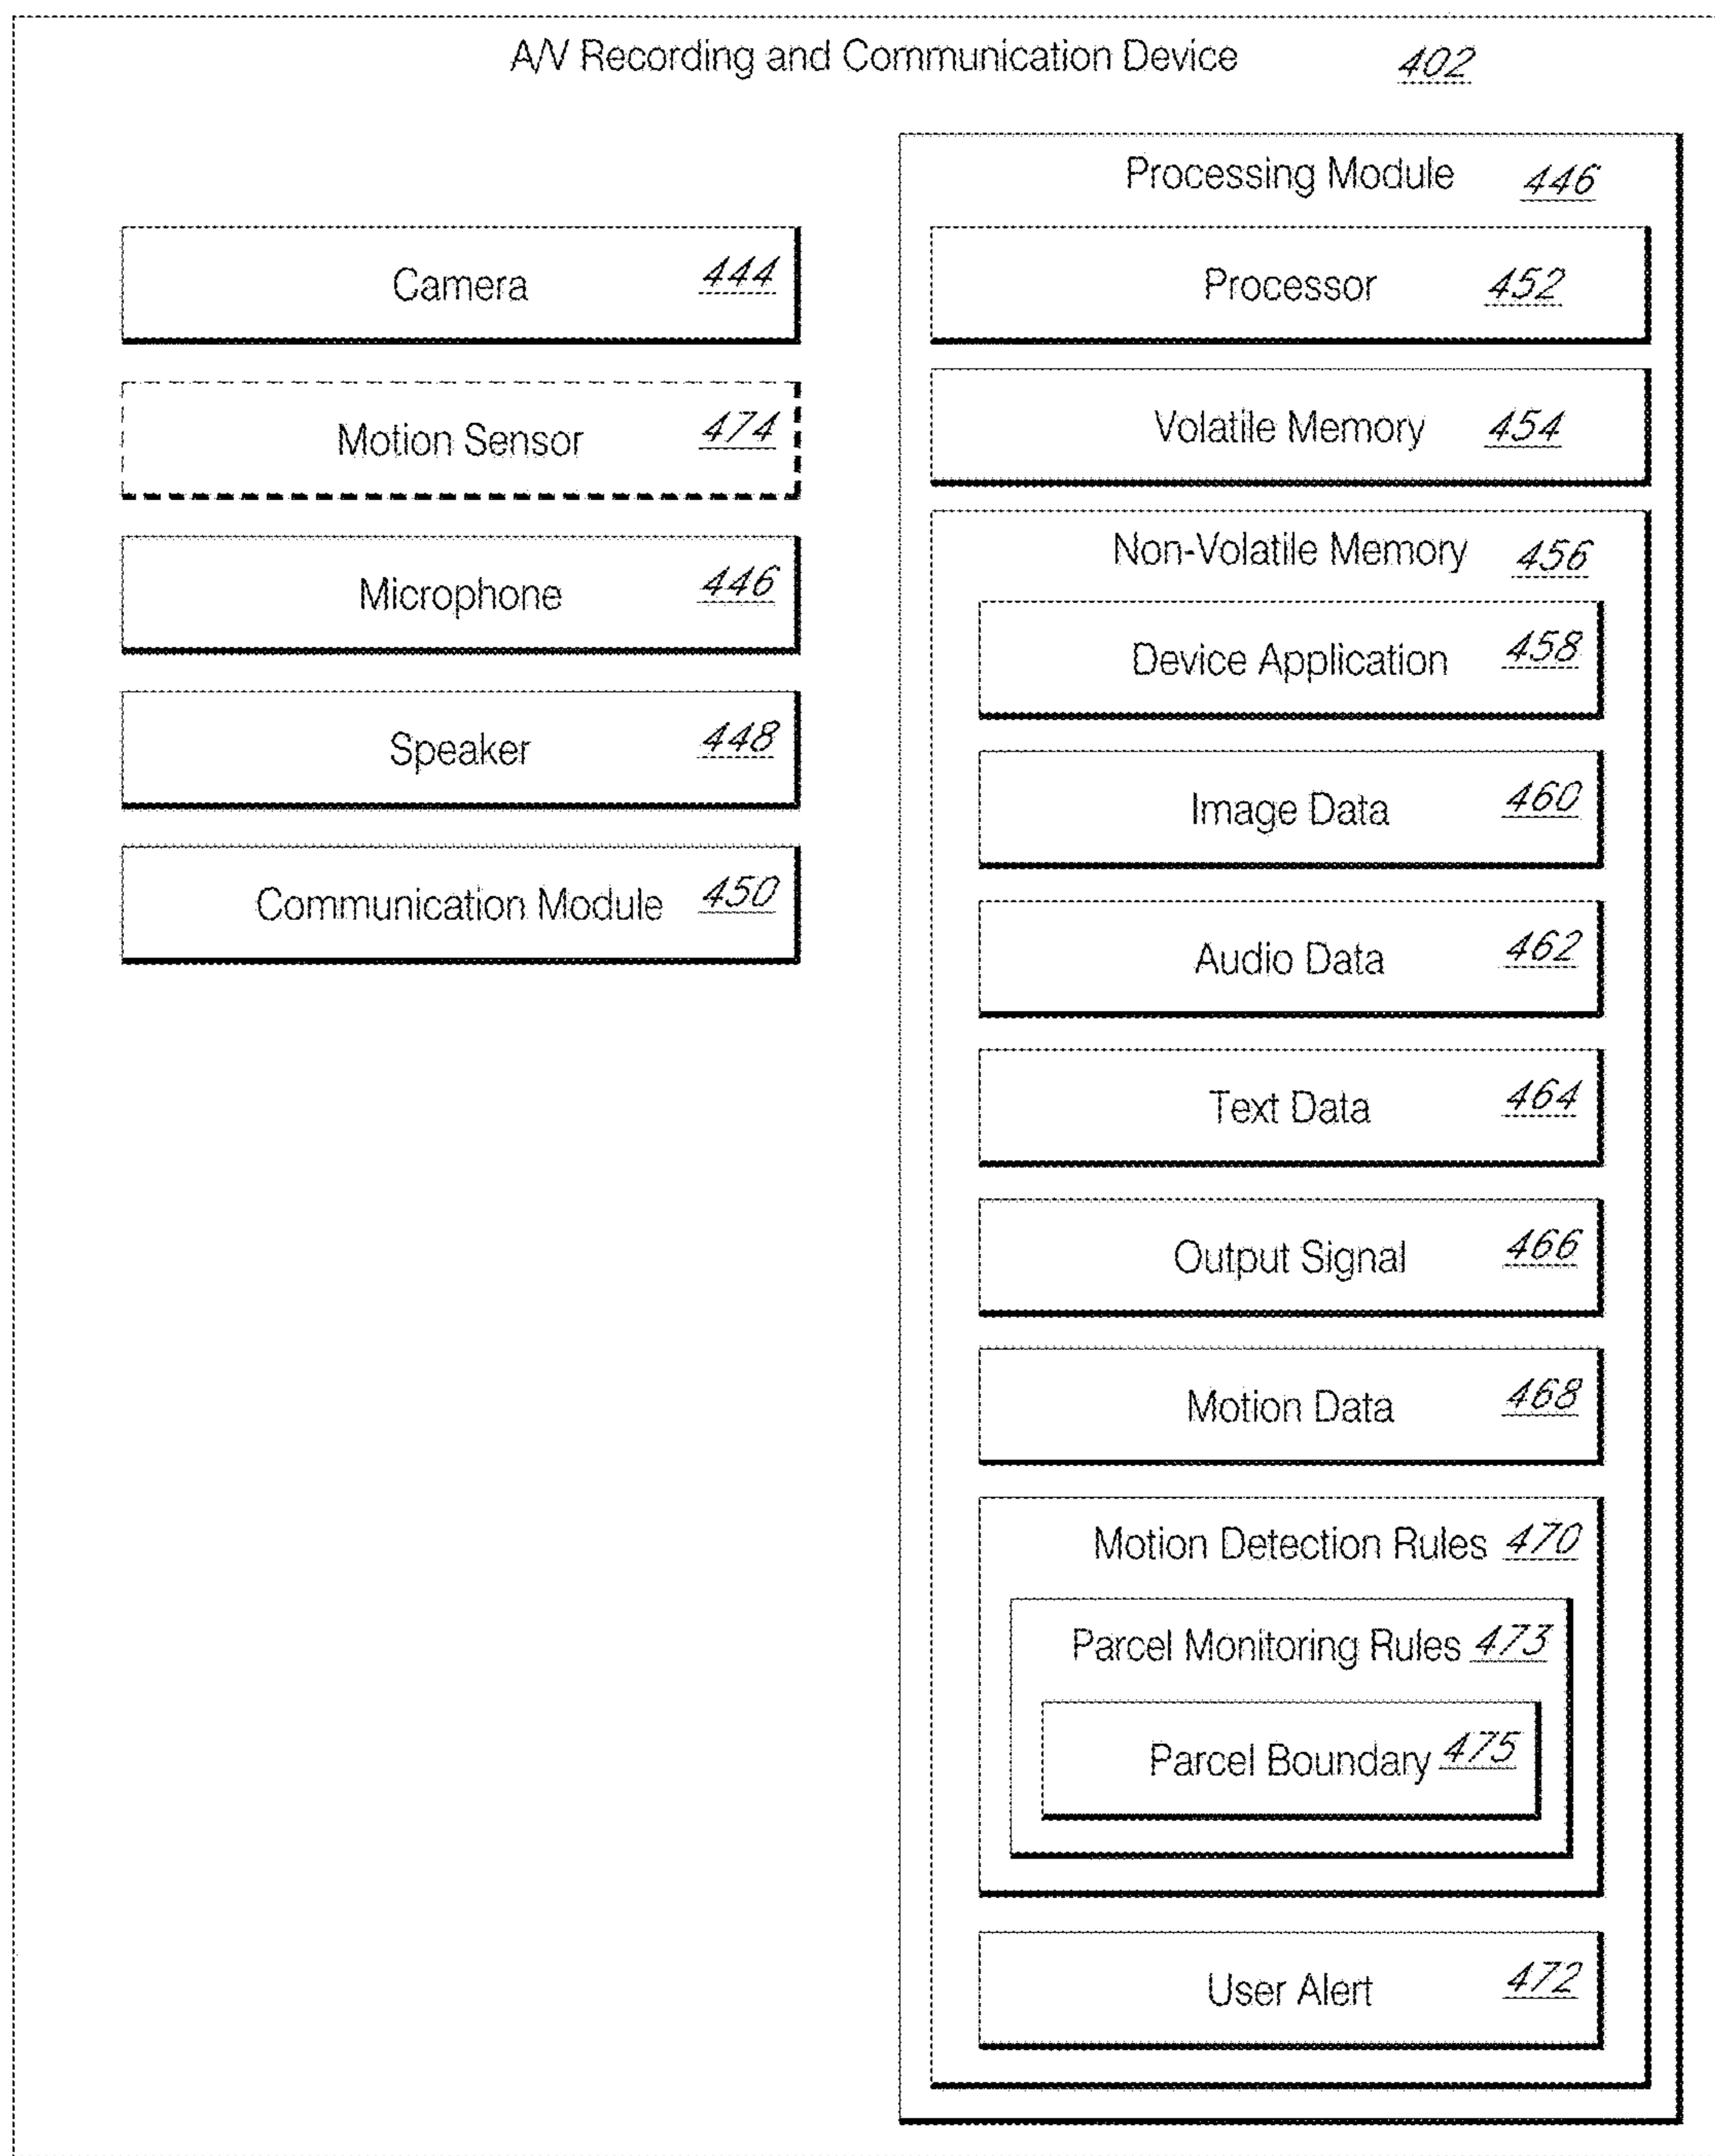 A/V Recording and Communication Device 402
Camera 444
Motion Sensor 474
Microphone 446
Speaker 448
Communication Module 450
Processing Module 446
Processor 452
Volatile Memory 454
Non-Volatile Memory 456
Device Application 458
Image Data 460
Audio Data 462
Text Data 464
Output Signal 466
Motion Data 468
Motion Detection Rules 470
Parcel Monitoring Rules 473
Parcel Boundary 475
User Alert 472